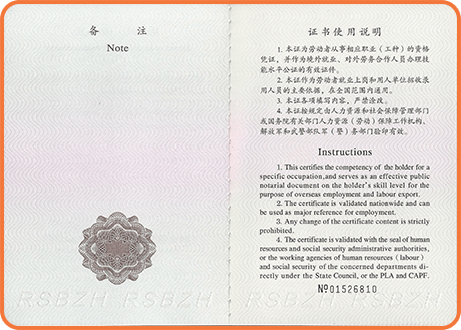 备 注
Note
RSBZH RSBZH
证书使用说明
1. 本证为劳动者从事相应职业（工种）的资格
凭证，并作为境外就业、对外劳务合作人员办理技
能水平公证的有效证件。
2. 本证作为劳动者就业上岗和用人单位招收录
用人员的主要依据，在全国范围内通用。
3. 本证各项填写内容，严禁涂改。
4. 本证按规定由人力资源和社会保障管理部门
或国务院有关部门人力资源（劳动）保障工作机构、
解放军和武警部队军（警）务部门验印有效。
Instructions
1. This certifies the competency of the holder for a
specific occupation,and serves as an effective public
notarial document on the holder's skill level for the
purpose of overseas employment and labour export.
2. The certificate is validated nationwide and can
be used as major reference for employment.
3. Any change of the certificate content is strictly
prohibited.
4. The certificate is validated with the seal of human
resources and social security administrative authorities,
or the working agencies of human resources ( labour )
and social security of the concerned departments di-
rectly under the State Council, or the PLA and CAPF.
№01526810
RSBZH RSBZH